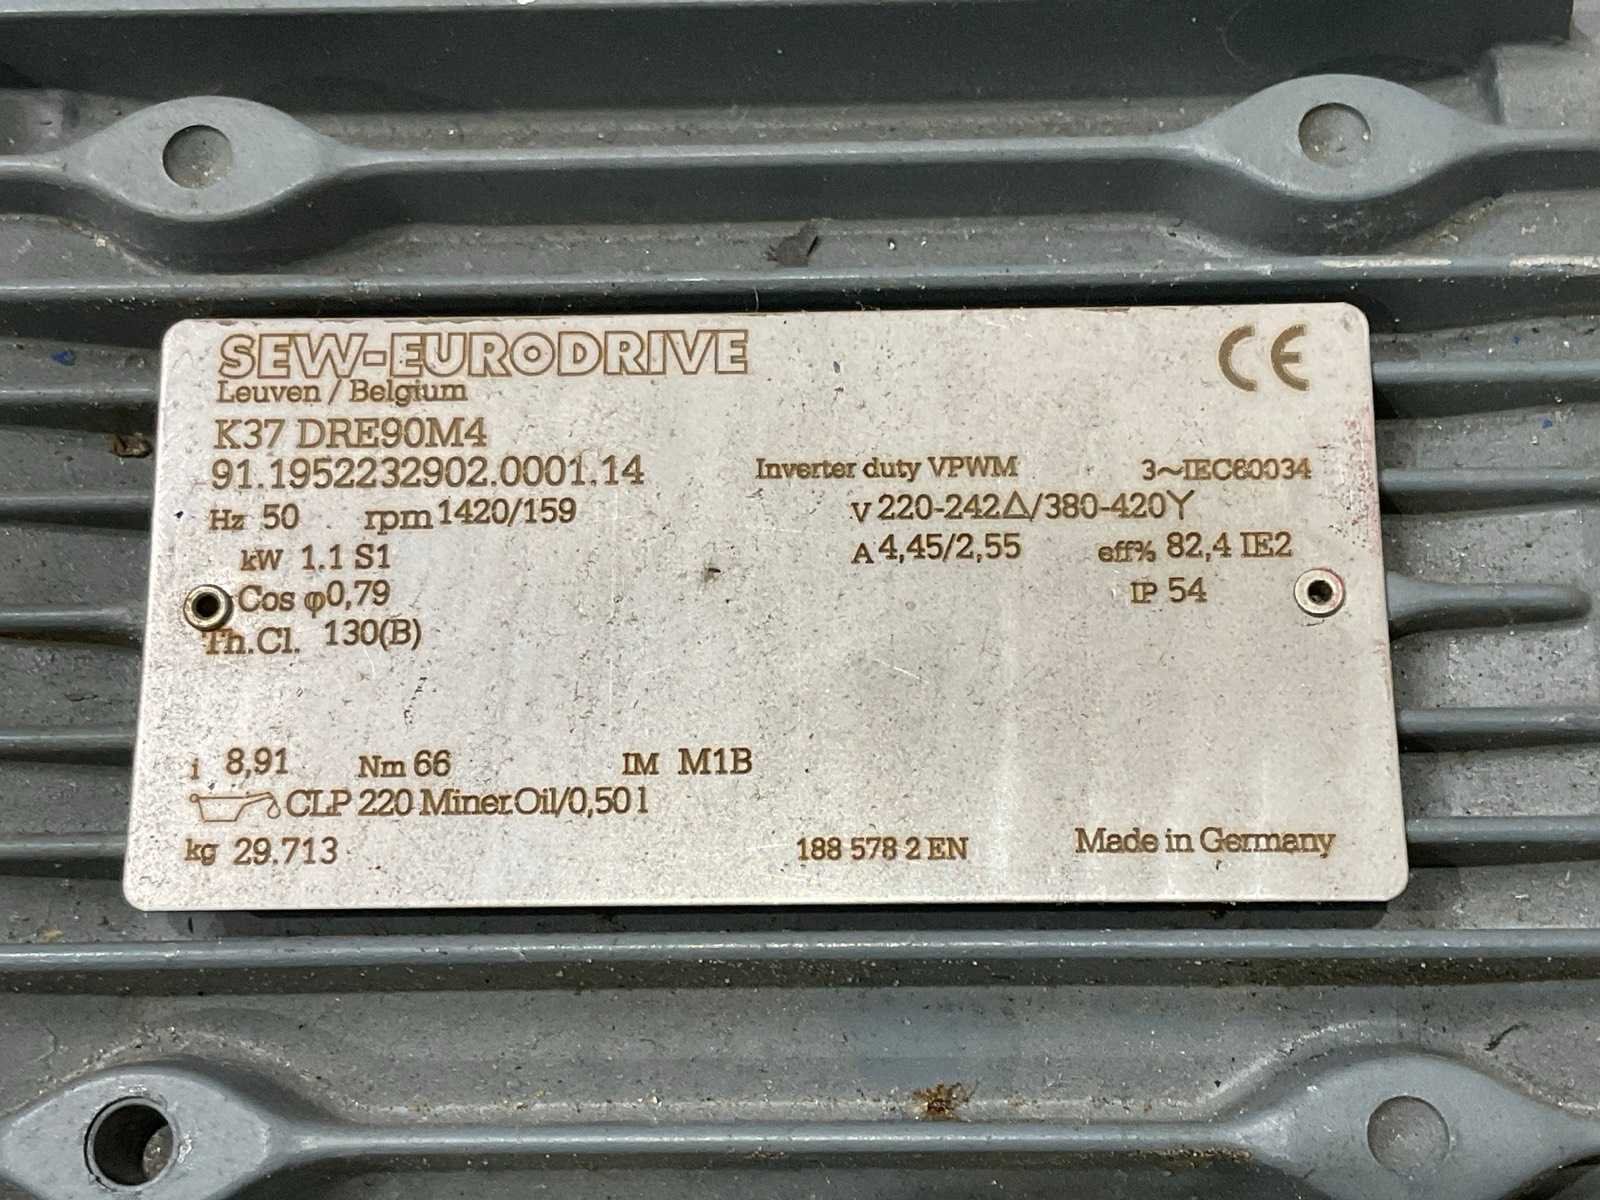 SEW-EURODRIVE
CE
Leuven / Belgium
K37 DRE90M4
91.1952232902.0001.14
Inverter duty VPWM
3~IEC60034
Hz 50 rpm 1420/159
V 220-242△/380-420Y
kW 1.1 S1
A 4,45/2,55
eff% 82,4 IE2
Cos φ 0,79
IP 54
Th.Cl. 130(B)
i 8,91 Nm 66 IM M1B
CLP 220 Miner.Oil/0,50 l
kg 29.713
188 578 2 EN
Made in Germany